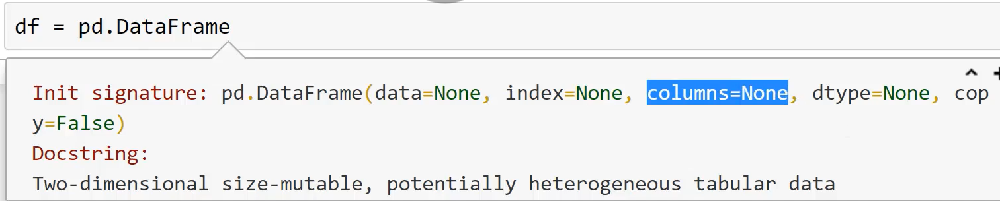 df = pd.DataFrame
Init signature: pd.DataFrame(data=None, index=None, columns=None, dtype=None, cop
y=False)
Docstring:
Two-dimensional size-mutable, potentially heterogeneous tabular data